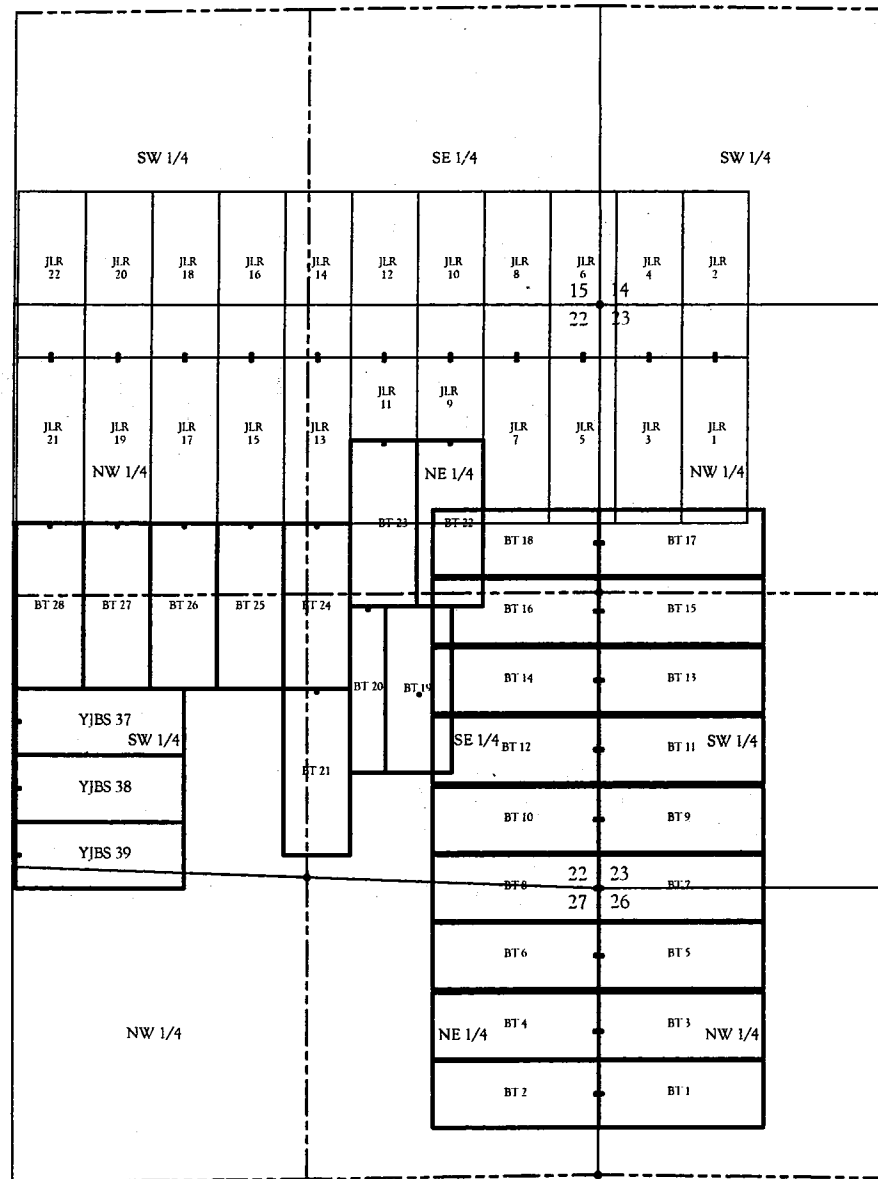 SW 1/4 SE 1/4 SW 1/4
JLR 22 JLR 20 JLR 18 JLR 16 JLR 14 JLR 12 JLR 10 JLR 8 JLR 6 JLR 4 JLR 2
15 14
22 23
JLR 11 JLR 9
JLR 21 JLR 19 JLR 17 JLR 15 JLR 13 JLR 7 JLR 5 JLR 3 JLR 1
NW 1/4 NE 1/4 NW 1/4
BT 23 BT 22
BT 18 BT 17
BT 28 BT 27 BT 26 BT 25 BT 24 BT 16 BT 15
BT 20 BT 19 BT 14 BT 13
YJBS 37
SW 1/4 SE 1/4 BT 12 BT 11 SW 1/4
BT 21
YJBS 38
BT 10 BT 9
YJBS 39
22 23
BT 8 BT 7
27 26
BT 6 BT 5
NW 1/4 NE 1/4 BT 4 BT 3 NW 1/4
BT 2 BT 1